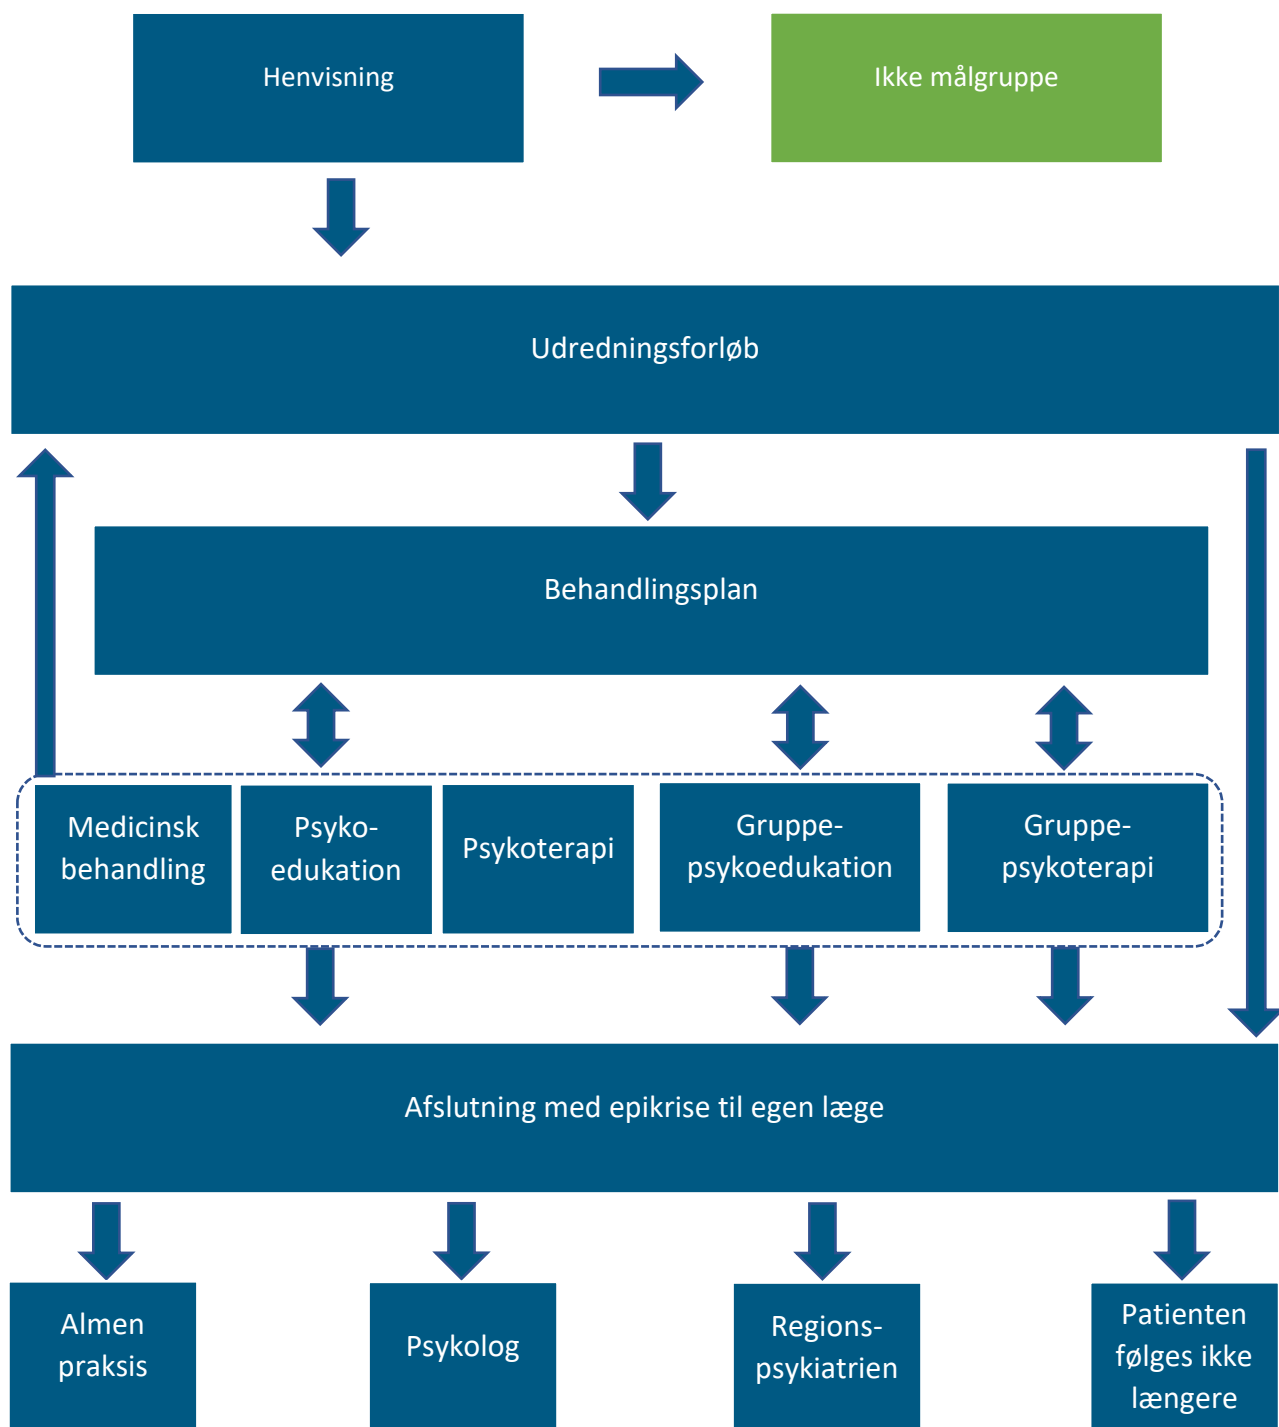 Henvisning
Ikke målgruppe
Udredningsforløb
Behandlingsplan
Medicinsk
behandling
Psyko-
edukation
Psykoterapi
Gruppe-
psykoedukation
Gruppe-
psykoterapi
Afslutning med epikrise til egen læge
Almen
praksis
Psykolog
Regions-
psykiatrien
Patienten
følges ikke
længere